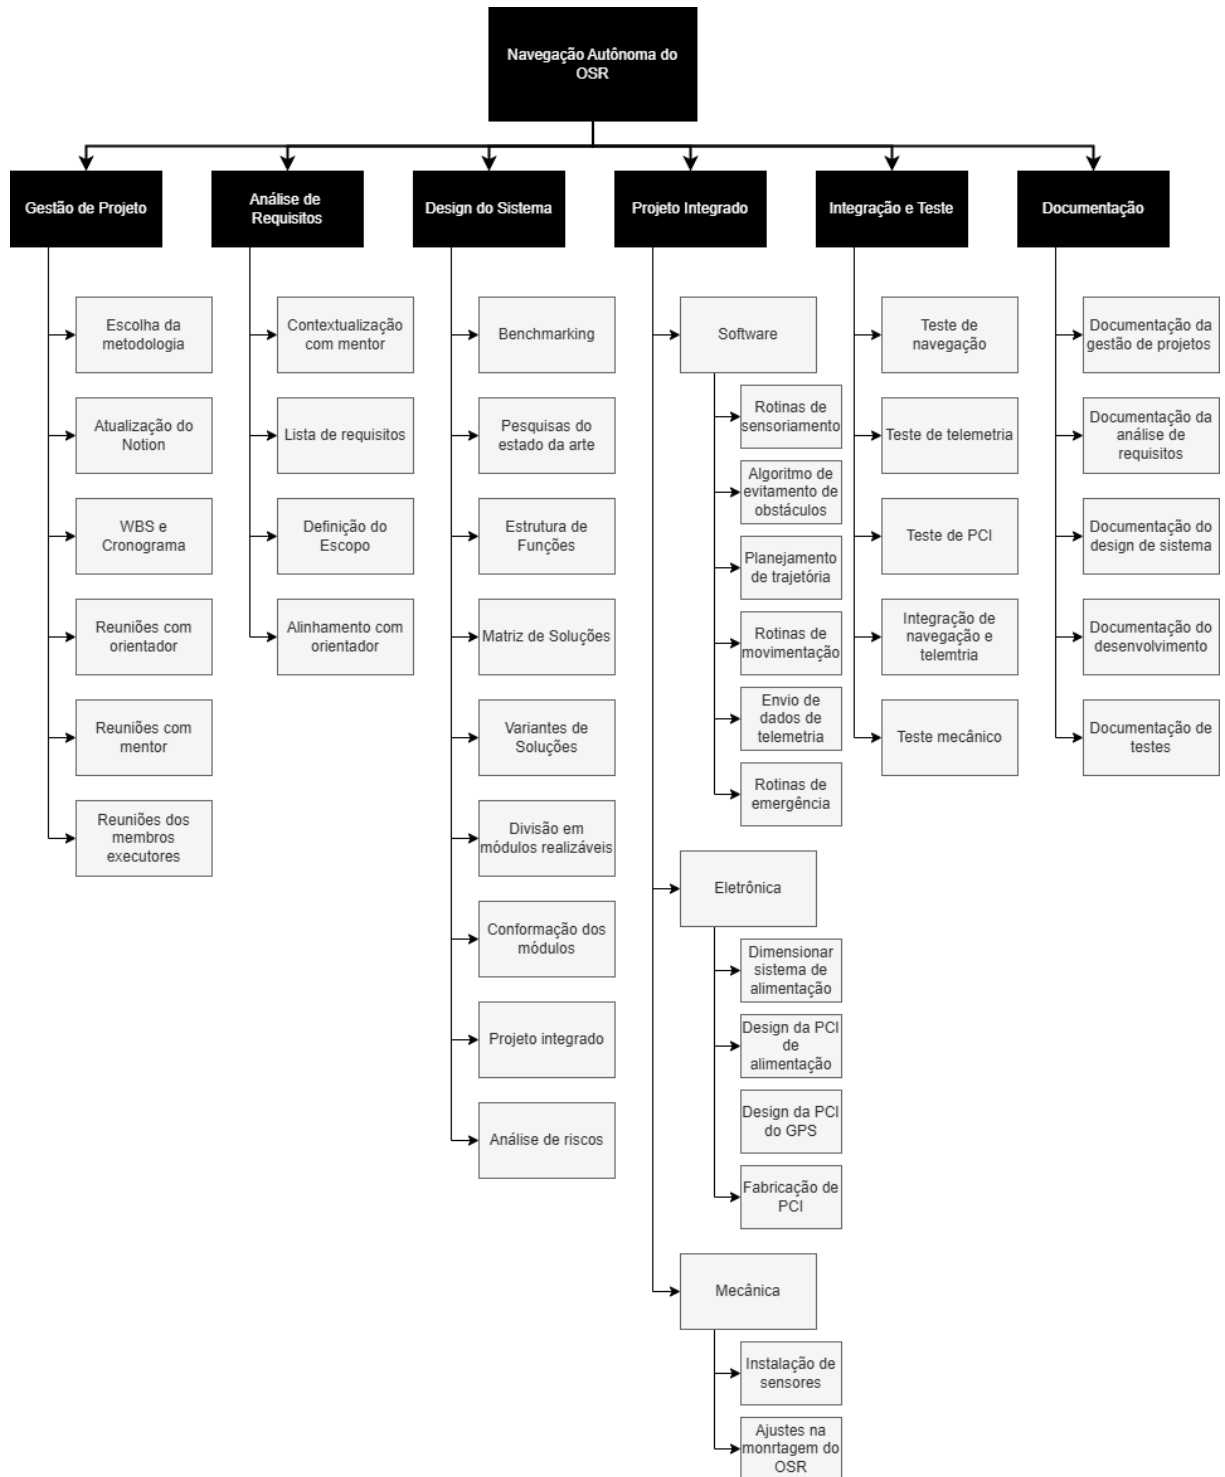 Navegação Autônoma do
OSR
Gestão de Projeto
Análise de
Requisitos
Design do Sistema
Projeto Integrado
Integração e Teste
Documentação
Escolha da
metodologia
Atualização do
Notion
WBS e
Cronograma
Reuniões com
orientador
Reuniões com
mentor
Reuniões dos
membros
executores
Contextualização
com mentor
Lista de requisitos
Definição do
Escopo
Alinhamento com
orientador
Benchmarking
Pesquisas do
estado da arte
Estrutura de
Funções
Matriz de Soluções
Variantes de
Soluções
Divisão em
módulos realizáveis
Conformação dos
módulos
Projeto integrado
Análise de riscos
Software
Rotinas de
sensoriamento
Algoritmo de
evitamento de
obstáculos
Planejamento
de trajetória
Rotinas de
movimentação
Envio de
dados de
telemetria
Rotinas de
emergência
Eletrônica
Dimensionar
sistema de
alimentação
Design da PCI
de
alimentação
Design da PCI
do GPS
Fabricação de
PCI
Mecânica
Instalação de
sensores
Ajustes na
monrtagem do
OSR
Teste de
navegação
Teste de telemetria
Teste de PCI
Integração de
navegação e
telemtria
Teste mecânico
Documentação da
gestão de projetos
Documentação da
análise de
requisitos
Documentação do
design de sistema
Documentação do
desenvolvimento
Documentação de
testes